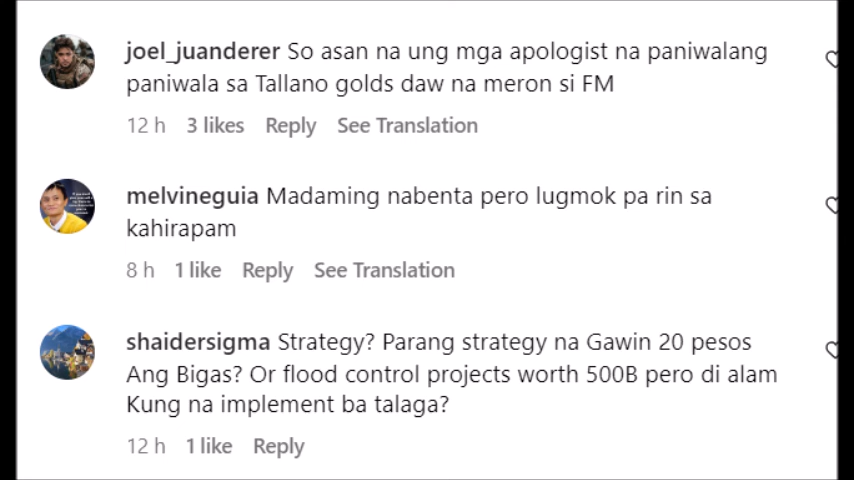 joel_juanderer So asan na ung mga apologist na paniwalang
paniwala sa Tallano golds daw na meron si FM
12 h 3 likes Reply See Translation
melvineguia Madaming nabenta pero lugmok pa rin sa
kahirapam
8 h 1 like Reply See Translation
shaidersigma Strategy? Parang strategy na Gawin 20 pesos
Ang Bigas? Or flood control projects worth 500B pero di alam
Kung na implement ba talaga?
12 h 1 like Reply